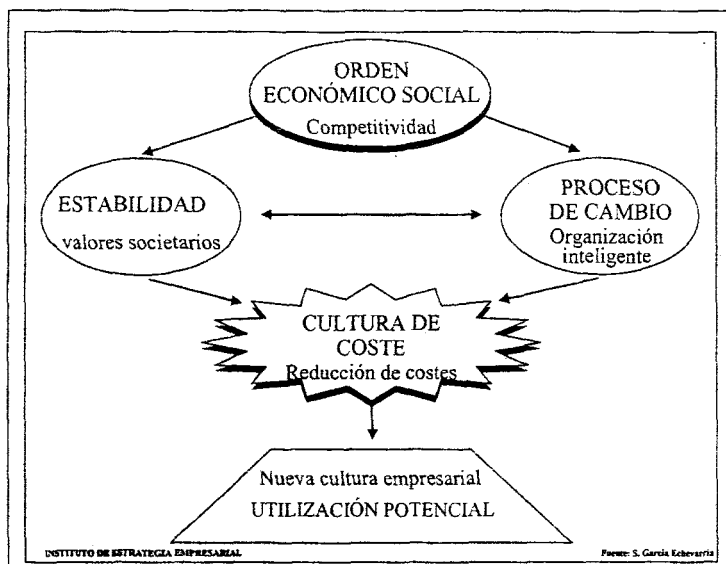 ORDEN
ECONÓMICO SOCIAL
Competitividad
ESTABILIDAD
valores societarios
PROCESO
DE CAMBIO
Organización
inteligente
CULTURA DE
COSTE
Reducción de costes
Nueva cultura empresarial
UTILIZACIÓN POTENCIAL
INSTITUTO DE ESTRATEGIA EMPRESARIAL
Fuente: S. García Echevarría